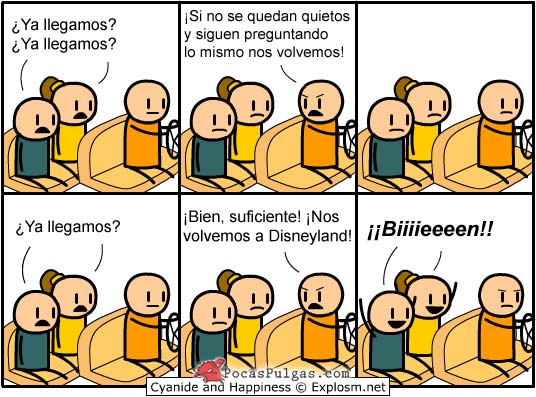 ¿Ya llegamos?
¿Ya llegamos?
¡Si no se quedan quietos
y siguen preguntando
lo mismo nos volvemos!
¿Ya llegamos?
¡Bien, suficiente! ¡Nos
volvemos a Disneyland!
¡¡Biiiieeeen!!
PocasPulgas.com
Cyanide and Happiness © Explosm.net